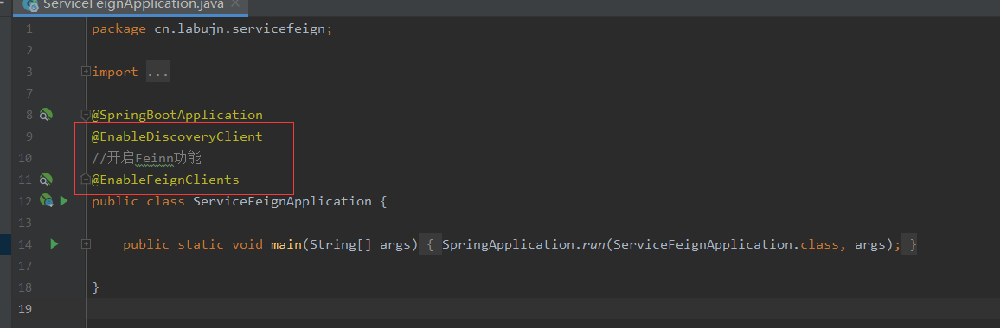 ServiceFeignApplication.java
1 package cn.labujn.servicefeign;
2
3 import ...
7
8 @SpringBootApplication
9 @EnableDiscoveryClient
10 //开启Feinn功能
11 @EnableFeignClients
12 public class ServiceFeignApplication {
13
14 public static void main(String[] args) { SpringApplication.run(ServiceFeignApplication.class, args); }
17
18 }
19